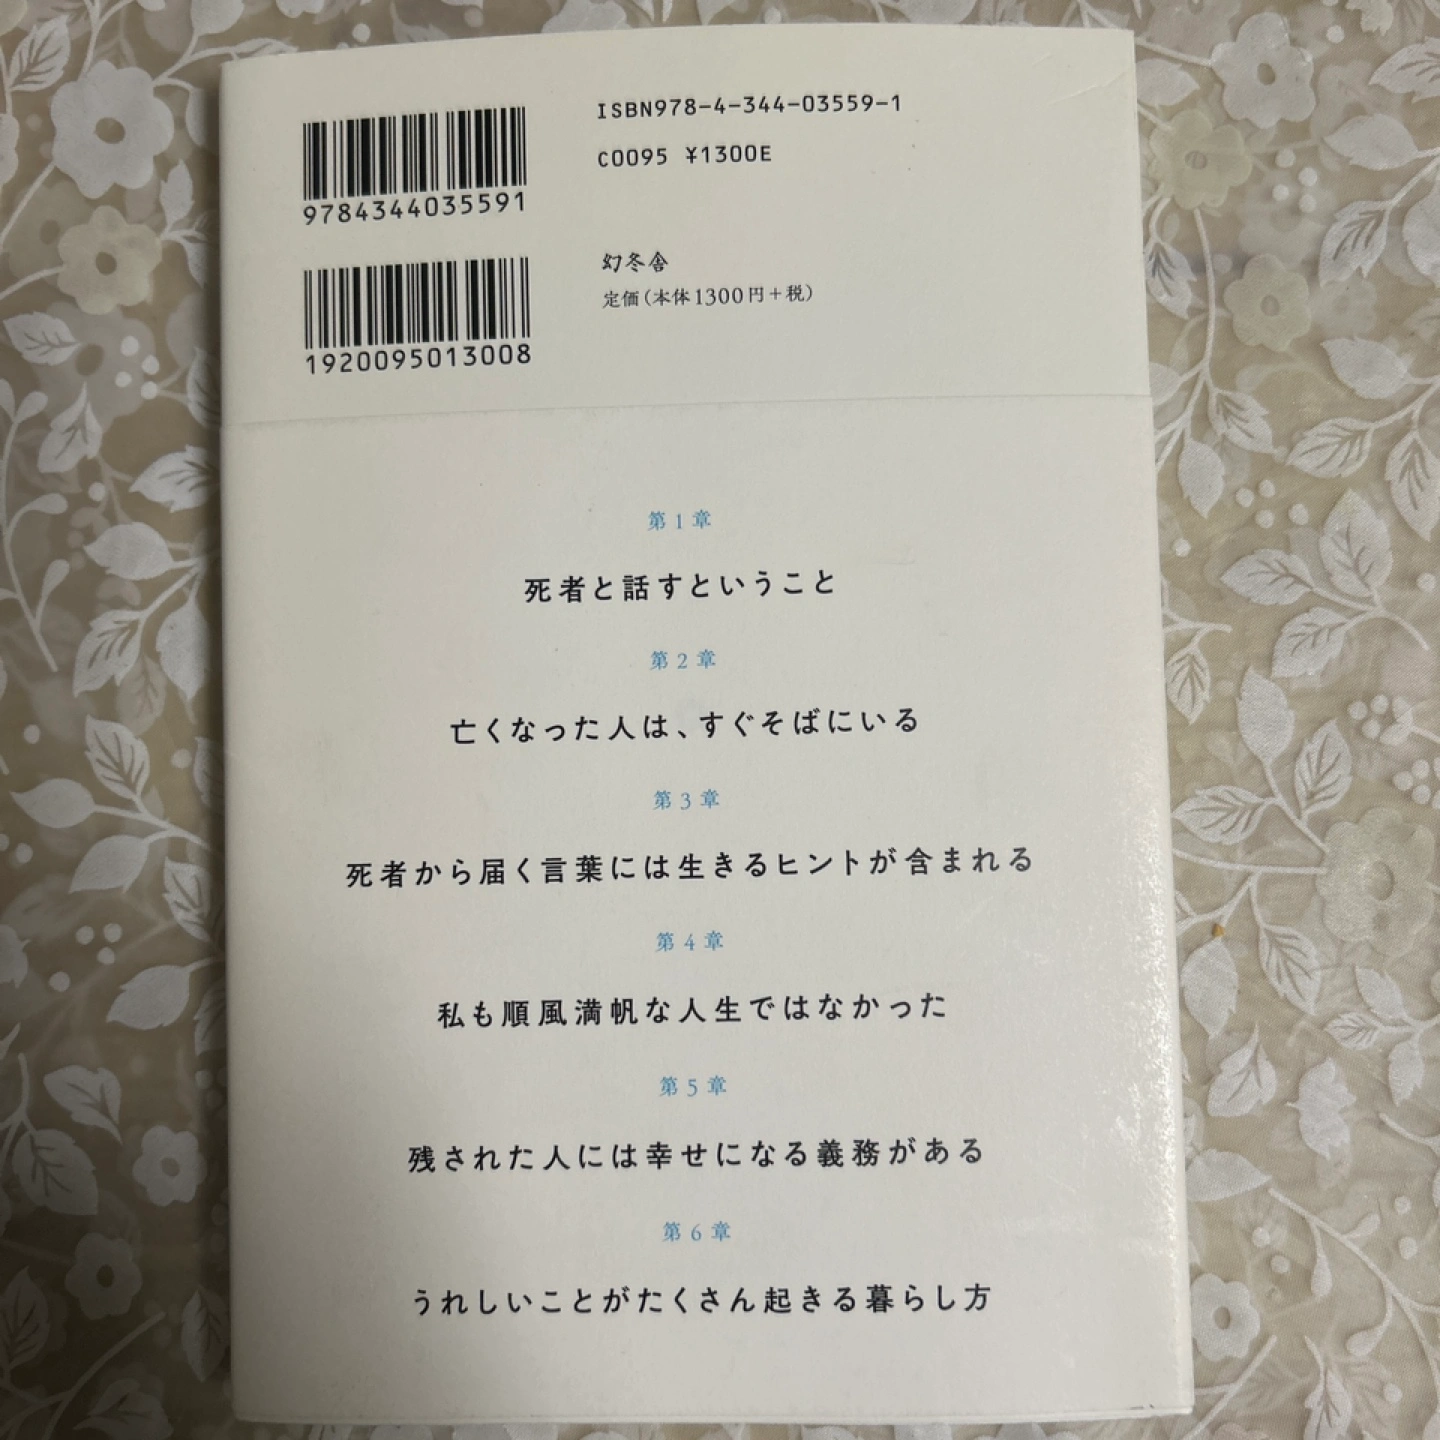 ISBN978-4-344-03559-1
C0095 ¥1300E
9784344035591
幻冬舎
定価(本体1300円+税)
1920095013008
第1章
死者と話すということ
第2章
亡くなった人は、すぐそばにいる
第3章
死者から届く言葉には生きるヒントが含まれる
第4章
私も順風満帆な人生ではなかった
第5章
残された人には幸せになる義務がある
第6章
うれしいことがたくさん起きる暮らし方